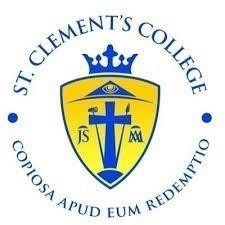 ST. CLEMENT'S COLLEGE
JS
MA
COPIOSA APUD EUM REDEMPTIO